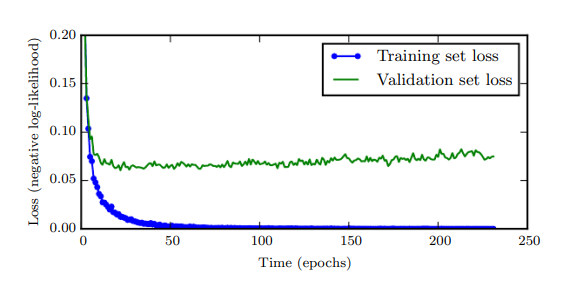 0.20
0.15
0.10
0.05
0.00
Loss (negative log-likelihood)
Training set loss
Validation set loss
0 50 100 150 200 250
Time (epochs)